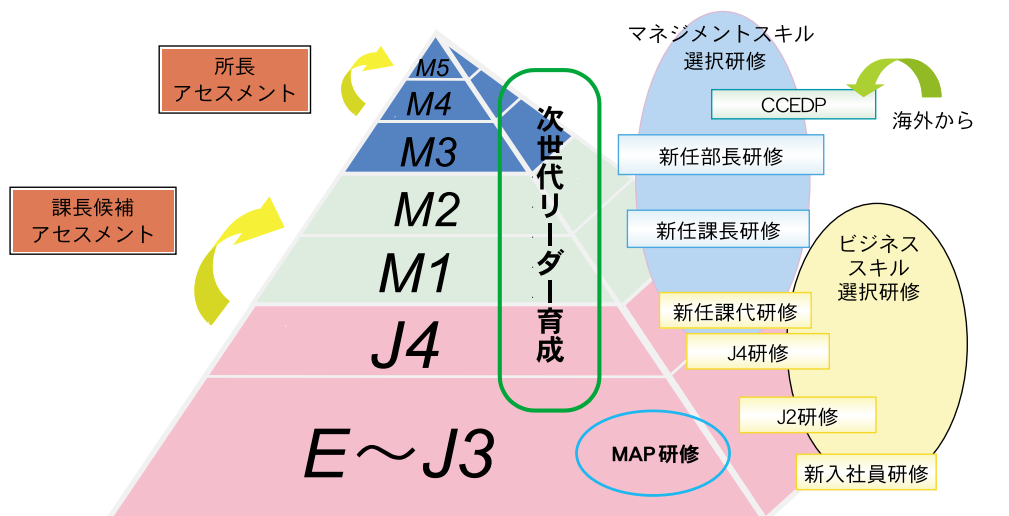 所長
アセスメント
課長候補
アセスメント
M5
M4
M3
M2
M1
J4
E～J3
次世代リーダー育成
MAP研修
マネジメントスキル
選択研修
CCEDP
海外から
新任部長研修
新任課長研修
ビジネス
スキル
選択研修
新任課代研修
J4研修
J2研修
新入社員研修